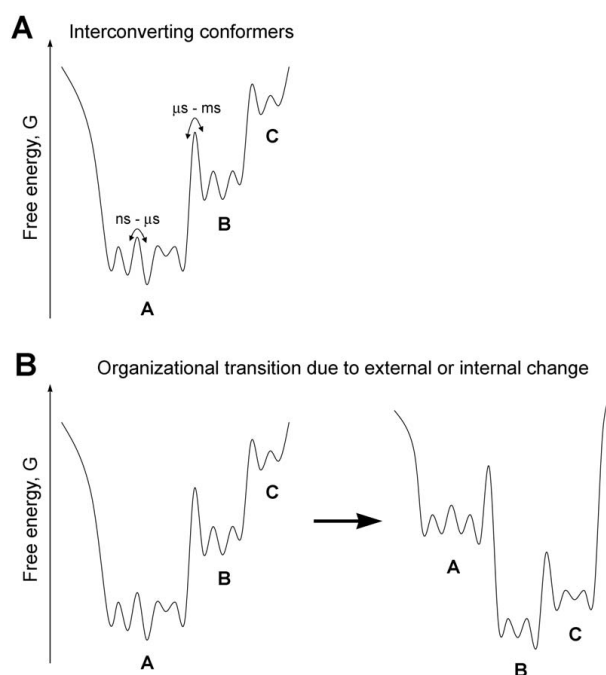 A
Interconverting conformers
Free energy, G
μs - ms
ns - μs
C
B
A
B
Organizational transition due to external or internal change
Free energy, G
C
B
A
A
C
B